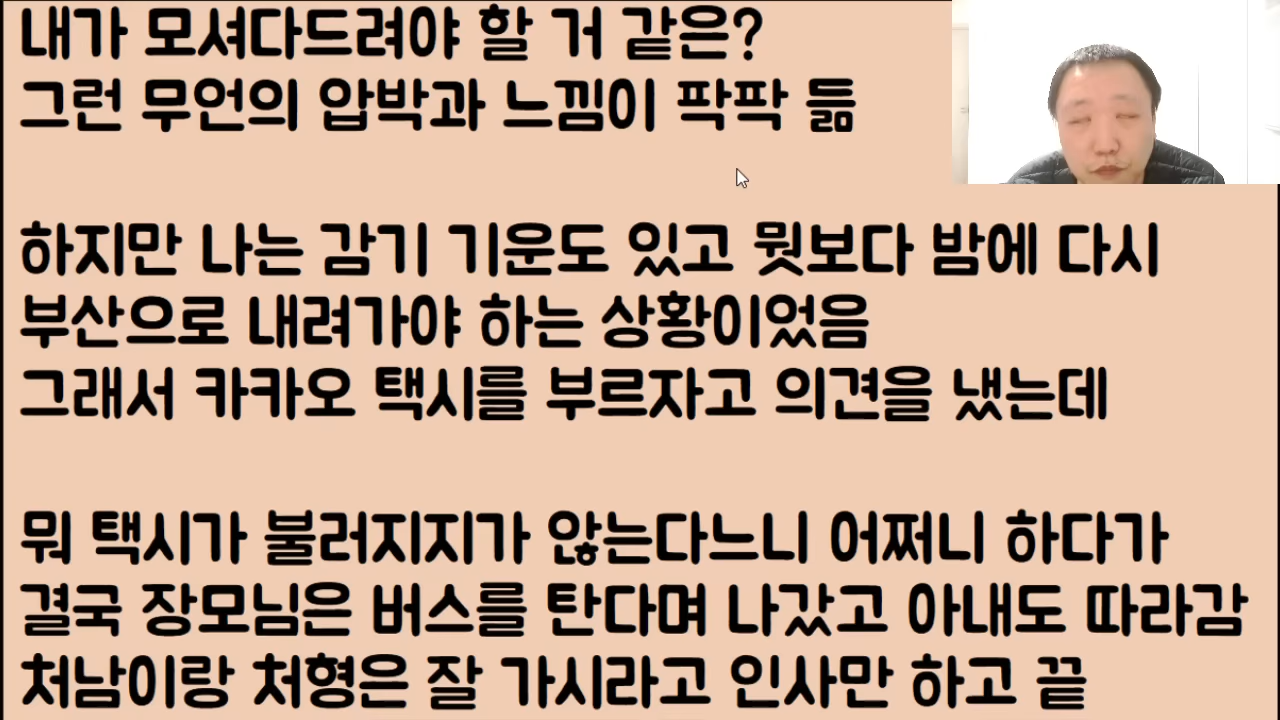 내가 모셔다드려야 할 거 같은?
그런 무언의 압박과 느낌이 팍팍 듦
하지만 나는 감기 기운도 있고 뭣보다 밤에 다시
부산으로 내려가야 하는 상황이었음
그래서 카카오 택시를 부르자고 의견을 냈는데
뭐 택시가 불러지지가 않는다느니 어쩌니 하다가
결국 장모님은 버스를 탄다며 나갔고 아내도 따라감
처남이랑 처형은 잘 가시라고 인사만 하고 끝